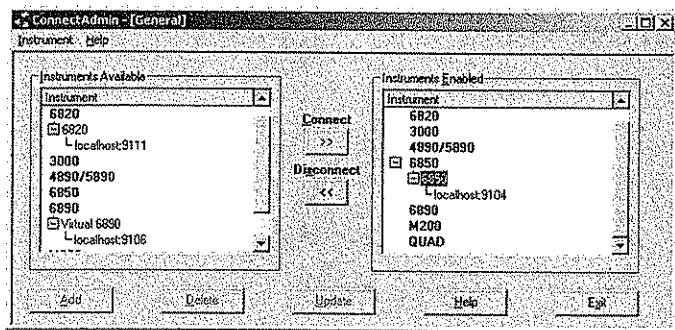 ConnectAdmin - [General]
Instrument Help
Instruments Available
Instrument
6820
6820
localhost:9111
3000
4890/5890
6850
6890
Virtual 6890
localhost:9106
Connect
>>
Disconnect
<<
Instruments Enabled
Instrument
6820
3000
4890/5890
6850
6850
localhost:9104
6890
M200
QUAD
Add Delete Update Help Exit